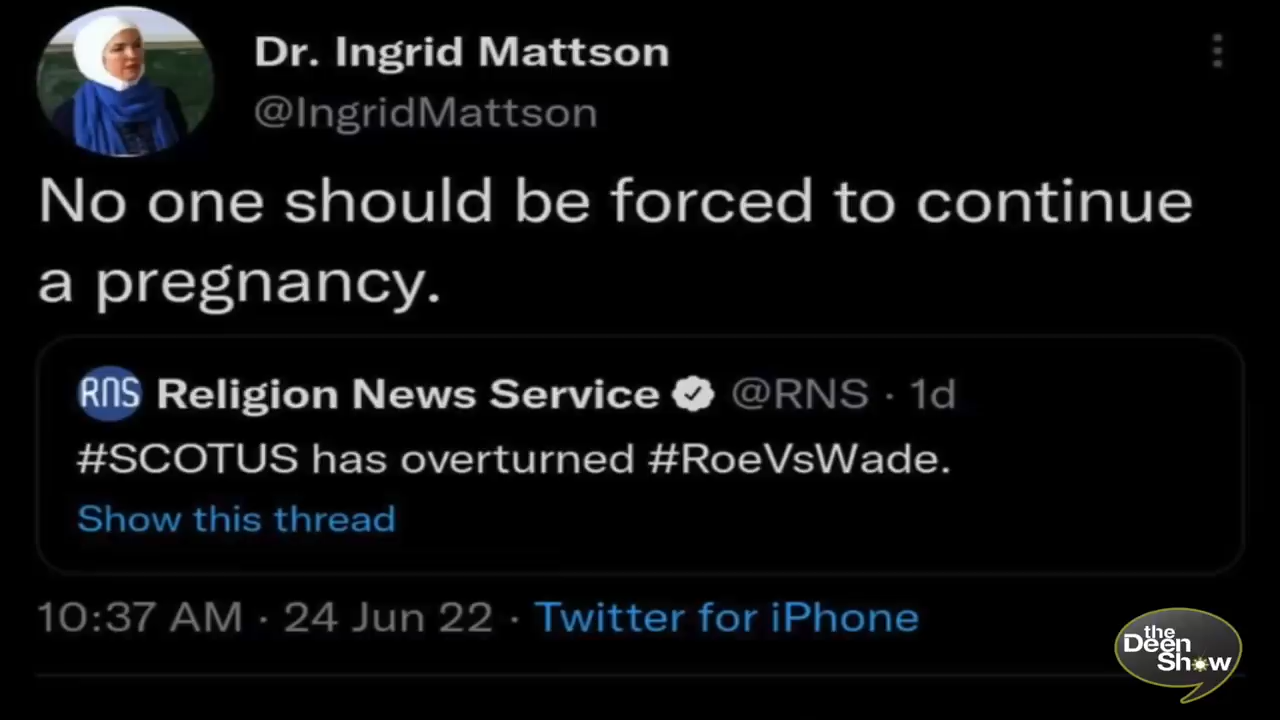 Dr. Ingrid Mattson
@IngridMattson
No one should be forced to continue
a pregnancy.
RNS Religion News Service @RNS · 1d
#SCOTUS has overturned #RoeVsWade.
Show this thread
10:37 AM · 24 Jun 22 · Twitter for iPhone
the
Deen
Show